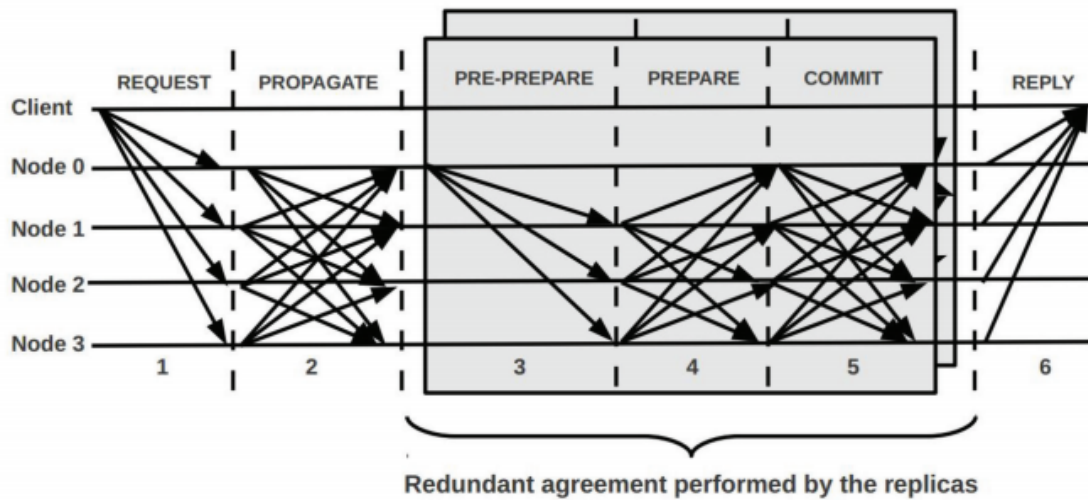 REQUEST PROPAGATE PRE-PREPARE PREPARE COMMIT REPLY
Client
Node 0
Node 1
Node 2
Node 3
1 2 3 4 5 6
Redundant agreement performed by the replicas